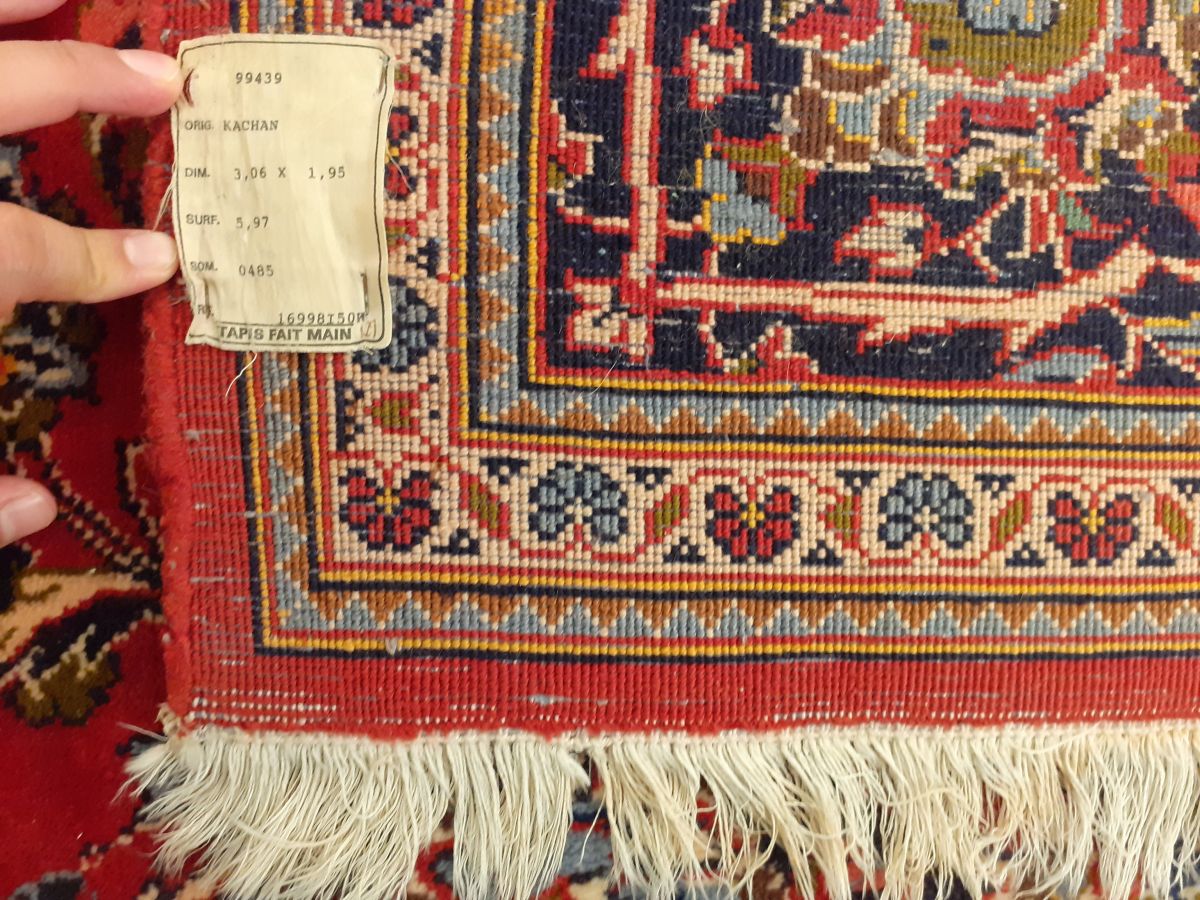 99439
ORIG. KACHAN
DIM. 3,06 X 1,95
SURF. 5,97
SOM. 0485
TAPIS FAIT MAIN